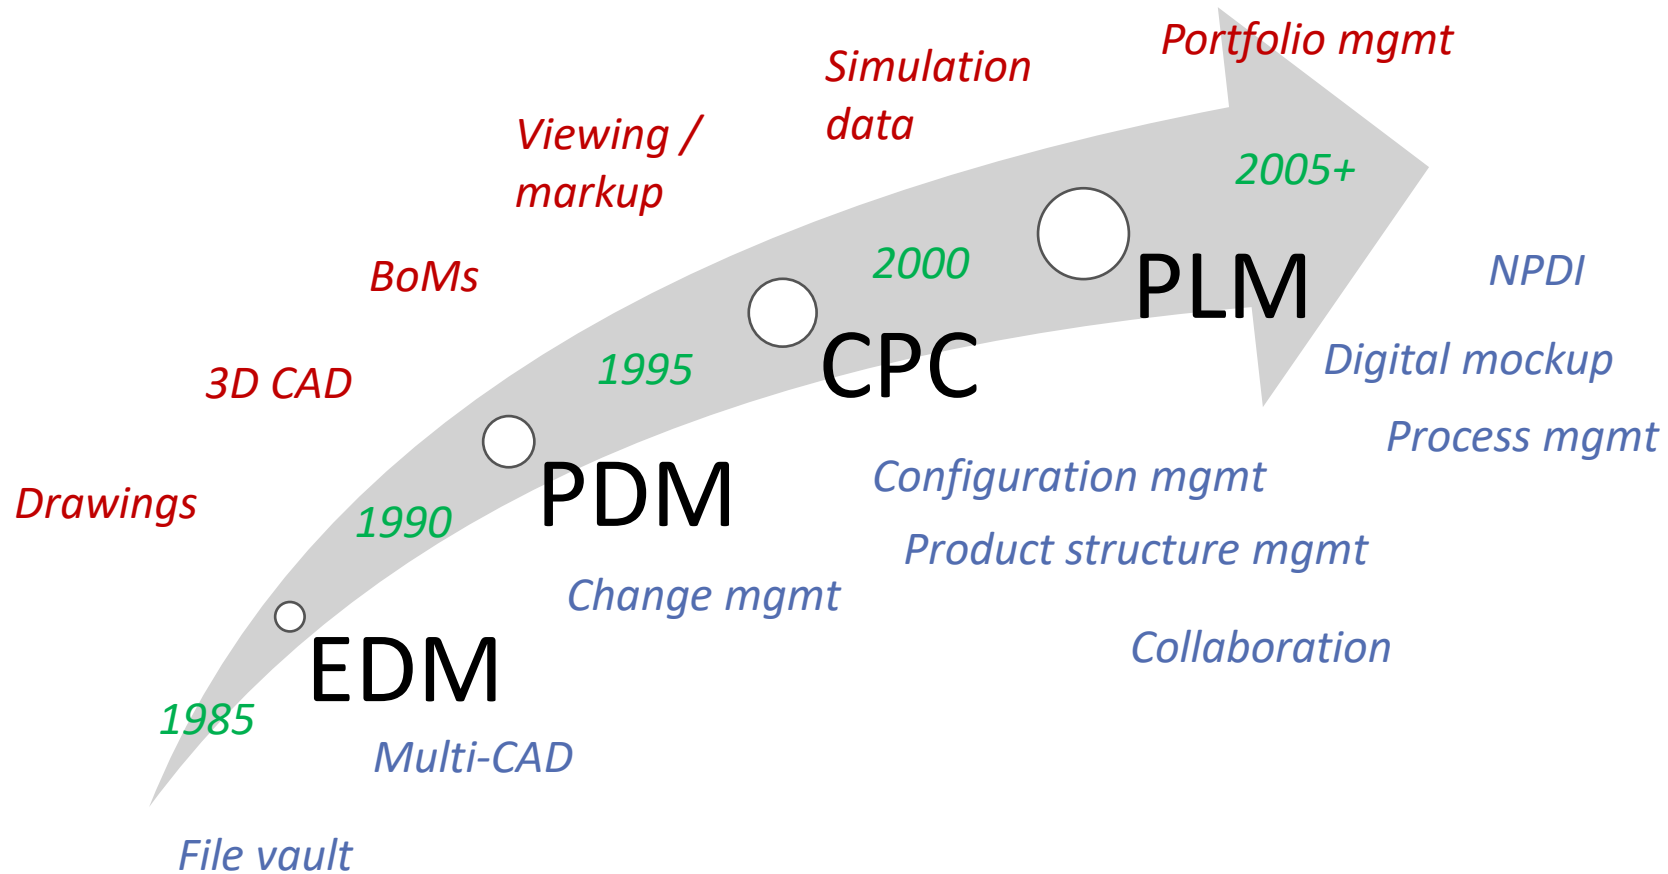 Portfolio mgmt
Simulation
data
Viewing /
markup
2005+
2000
PLM
NPDI
BoMs
1995
CPC
Digital mockup
3D CAD
Process mgmt
Drawings
1990
PDM
Configuration mgmt
Product structure mgmt
Change mgmt
Collaboration
EDM
1985
Multi-CAD
File vault